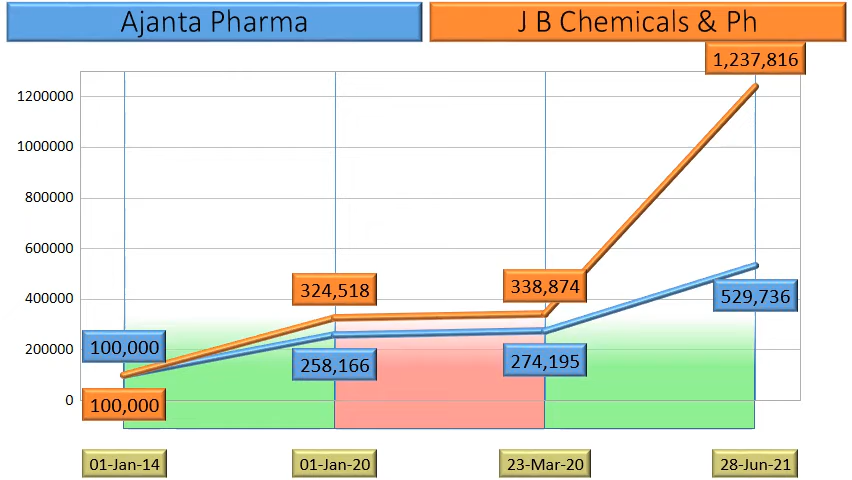 Ajanta Pharma
J B Chemicals & Ph
1,237,816
1200000
1000000
800000
600000
400000
200000
0
324,518
338,874
529,736
100,000
258,166
274,195
100,000
01-Jan-14
01-Jan-20
23-Mar-20
28-Jun-21